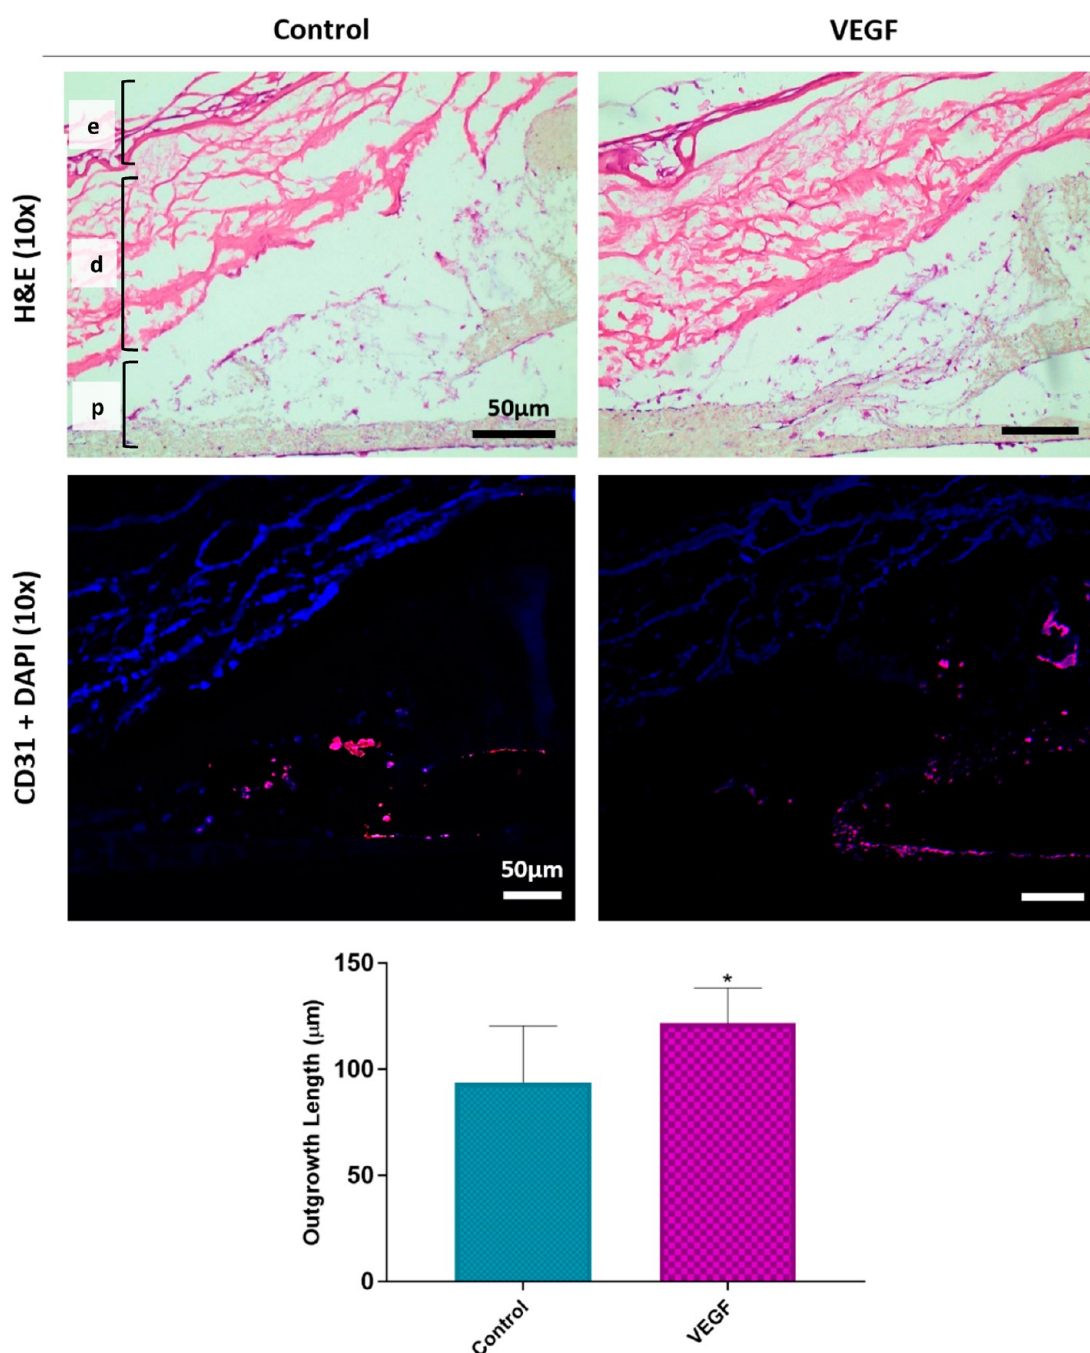 Control
VEGF
H&E (10x)
e
d
p
50μm
CD31 + DAPI (10x)
50μm
Outgrowth Length (μm)
150
*
100
50
0
Control
VEGF